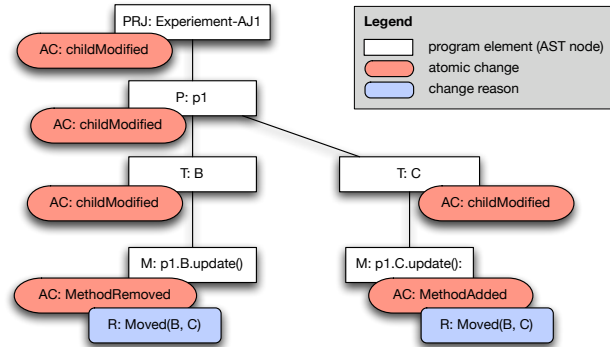 PRJ: Experiement-AJ1
AC: childModified
P: p1
AC: childModified
T: B
AC: childModified
T: C
AC: childModified
M: p1.B.update()
AC: MethodRemoved
R: Moved(B, C)
M: p1.C.update():
AC: MethodAdded
R: Moved(B, C)
Legend
program element (AST node)
atomic change
change reason